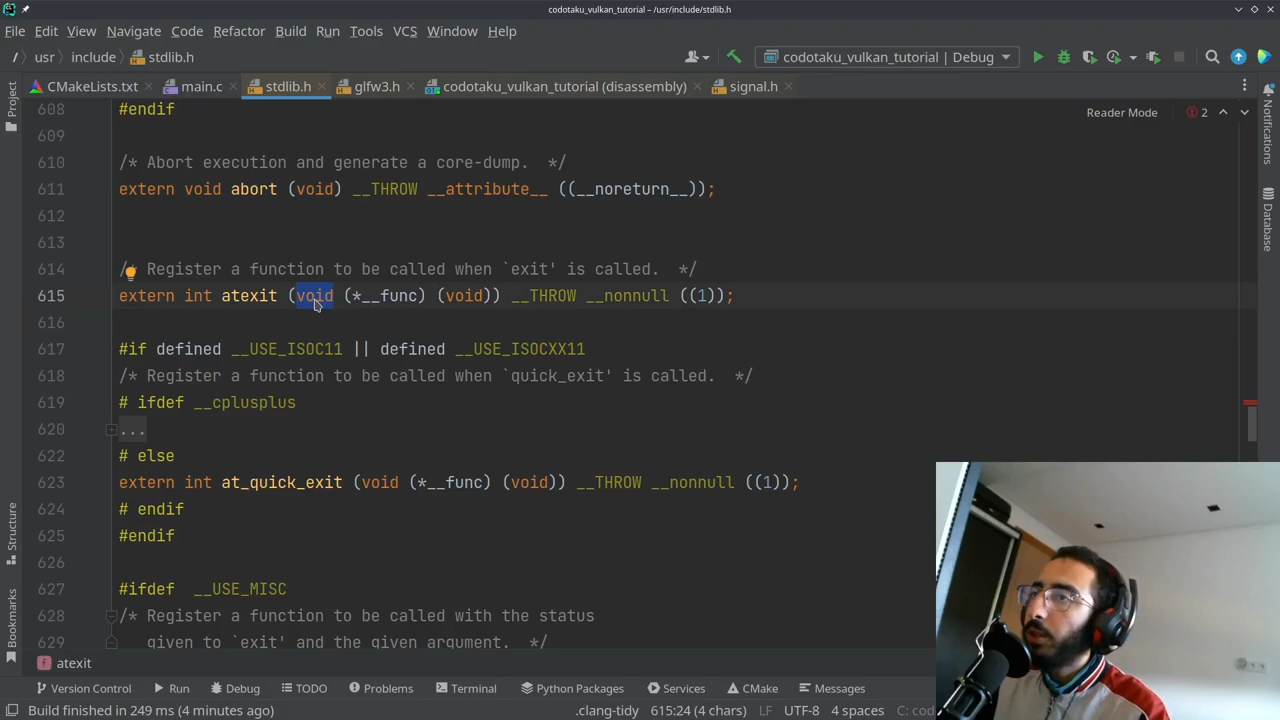 codotaku_vulkan_tutorial – /usr/include/stdlib.h
File Edit View Navigate Code Refactor Build Run Tools VCS Window Help
/ usr include stdlib.h codotaku_vulkan_tutorial | Debug
CMakeLists.txt main.c stdlib.h glfw3.h codotaku_vulkan_tutorial (disassembly) signal.h
Project
Reader Mode 2
Notifications
Database
608 #endif
609
610 /* Abort execution and generate a core-dump.  */
611 extern void abort (void) __THROW __attribute__ ((__noreturn__));
612
613
614 /* Register a function to be called when `exit' is called.  */
615 extern int atexit (void (*__func) (void)) __THROW __nonnull ((1));
616
617 #if defined __USE_ISOC11 || defined __USE_ISOCXX11
618 /* Register a function to be called when `quick_exit' is called.  */
619 # ifdef __cplusplus
620 ...
622 # else
623 extern int at_quick_exit (void (*__func) (void)) __THROW __nonnull ((1));
624 # endif
625 #endif
626
627 #ifdef  __USE_MISC
628 /* Register a function to be called with the status
629 given to `exit' and the given argument.  */
Structure
Bookmarks
f atexit
Version Control Run Debug TODO Problems Terminal Python Packages Services CMake Messages
Build finished in 249 ms (4 minutes ago) .clang-tidy 615:24 (4 chars) LF UTF-8 4 spaces C: cod